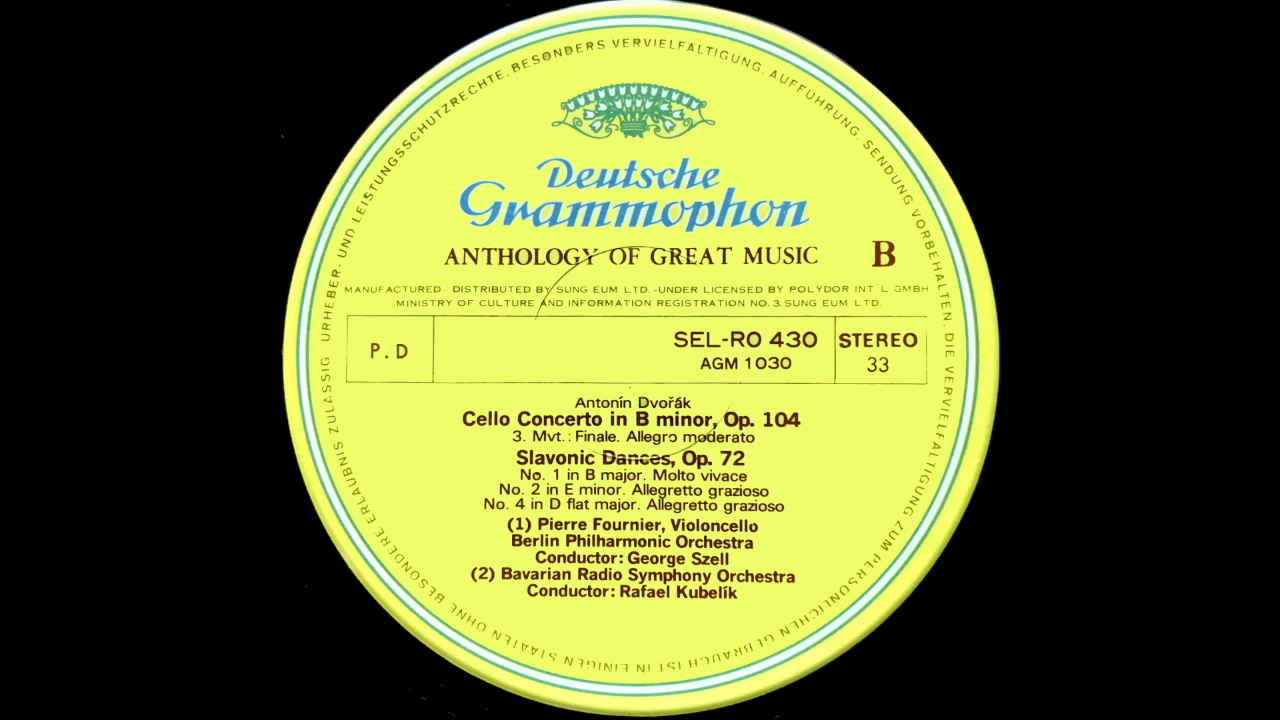 URHEBER- UND LEISTUNGSSCHUTZRECHTE, BESONDERS VERVIELFÄLTIGUNG, AUFFÜHRUNG, SENDUNG VORBEHALTEN. DIE VERVIELFÄLTIGUNG ZUM PERSÖNLICHEN GEBRAUCH IST IN EINIGEN STAATEN OHNE BESONDERE ERLAUBNIS ZULÄSSIG
Deutsche
Grammophon
ANTHOLOGY OF GREAT MUSIC B
MANUFACTURED · DISTRIBUTED BY SUNG EUM LTD.-UNDER LICENSED BY POLYDOR INT'L GMBH.
MINISTRY OF CULTURE AND INFORMATION REGISTRATION NO. 3. SUNG EUM LTD.
P. D
SEL-RO 430
AGM 1030
STEREO
33
Antonín Dvořák
Cello Concerto in B minor, Op. 104
3. Mvt.: Finale. Allegro moderato
Slavonic Dances, Op. 72
No. 1 in B major. Molto vivace
No. 2 in E minor. Allegretto grazioso
No. 4 in D flat major. Allegretto grazioso
(1) Pierre Fournier, Violoncello
Berlin Philharmonic Orchestra
Conductor: George Szell
(2) Bavarian Radio Symphony Orchestra
Conductor: Rafael Kubelík